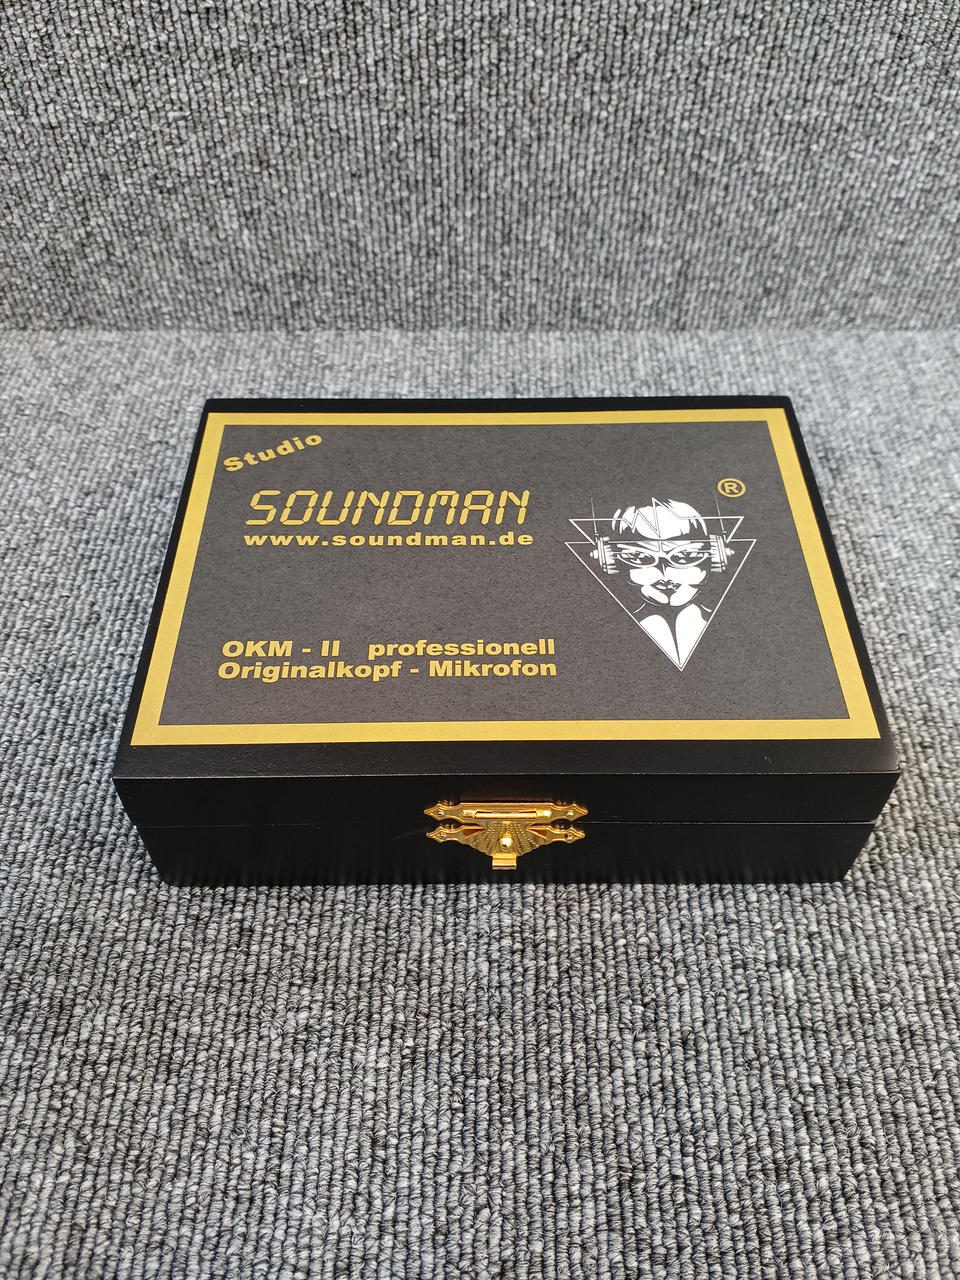 Studio
SOUNDMAN
®
www.soundman.de
OKM - II professionell
Originalkopf - Mikrofon